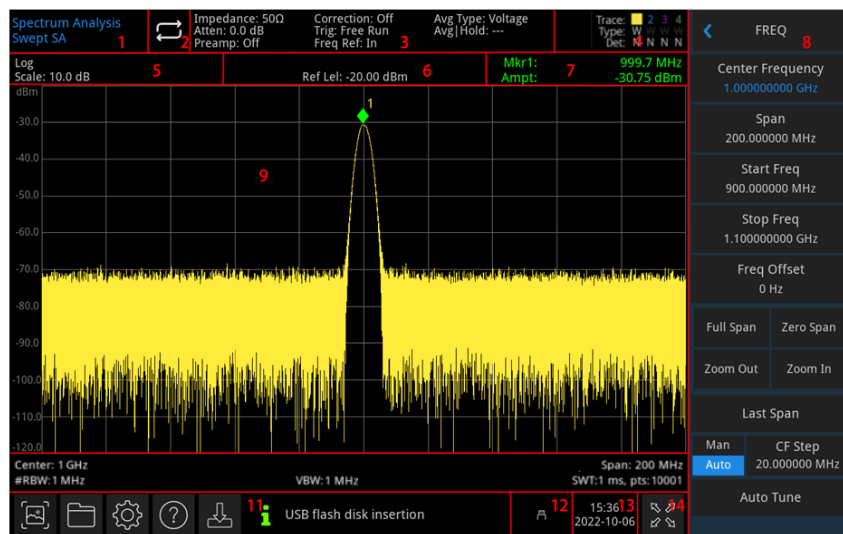 Spectrum Analysis
Swept SA
1
2
Impedance: 50Ω Correction: Off Avg Type: Voltage
Atten: 0.0 dB Trig: Free Run Avg|Hold: ---
Preamp: Off Freq Ref: In
3
Trace: 2 3 4
Type: W W W W
Det: N N N N
4
FREQ
8
Log
Scale: 10.0 dB
5
Ref Lel: -20.00 dBm
6
Mkr1: 999.7 MHz
Ampt: -30.75 dBm
7
dBm
1
-30.0
-40.0
9
-50.0
-60.0
-70.0
-80.0
-90.0
-100.0
-110.0
-120.0
Center Frequency
1.000000000 GHz
Span
200.000000 MHz
Start Freq
900.000000 MHz
Stop Freq
1.100000000 GHz
Freq Offset
0 Hz
Full Span Zero Span
Zoom Out Zoom In
Last Span
Man CF Step
Auto 20.000000 MHz
Auto Tune
Center: 1 GHz Span: 200 MHz
#RBW:1 MHz VBW: 1 MHz SWT:1 ms, pts:10001
11
USB flash disk insertion
12
15:36
2022-10-06
13
14